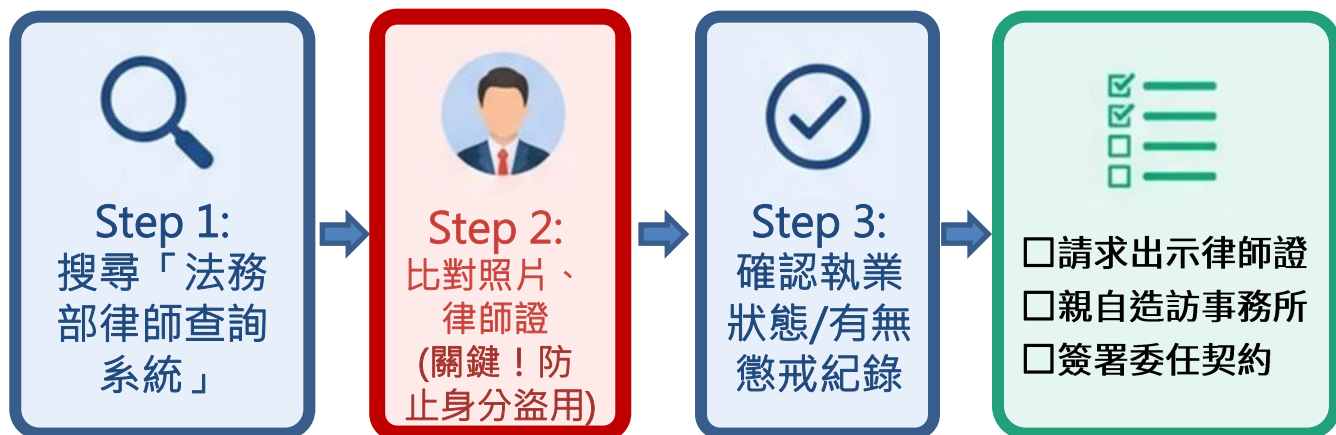 Step 1:
搜尋「法務
部律師查詢
系統」
Step 2:
比對照片、
律師證
(關鍵！防
止身分盜用)
Step 3:
確認執業
狀態/有無
懲戒紀錄
□請求出示律師證
□親自造訪事務所
□簽署委任契約